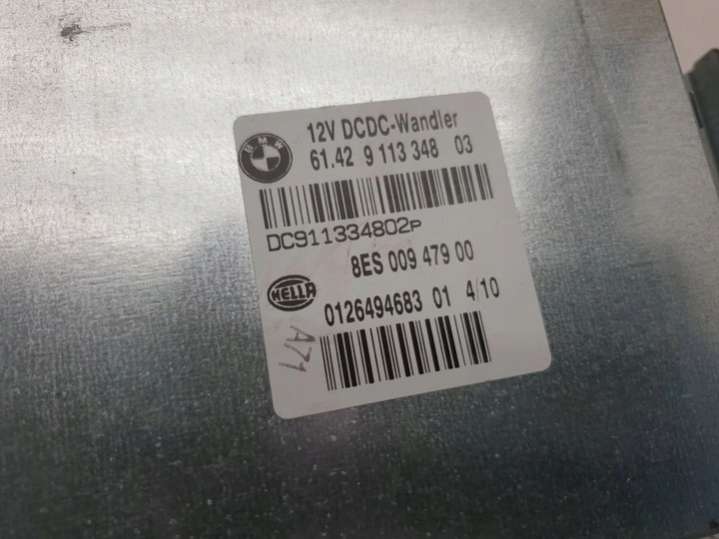 12V DCDC-Wandler
BMW
61.42 9 113 348 03
DC911334802P
8ES 009 479 00
HELLA
0126494683 01 4/10
A71